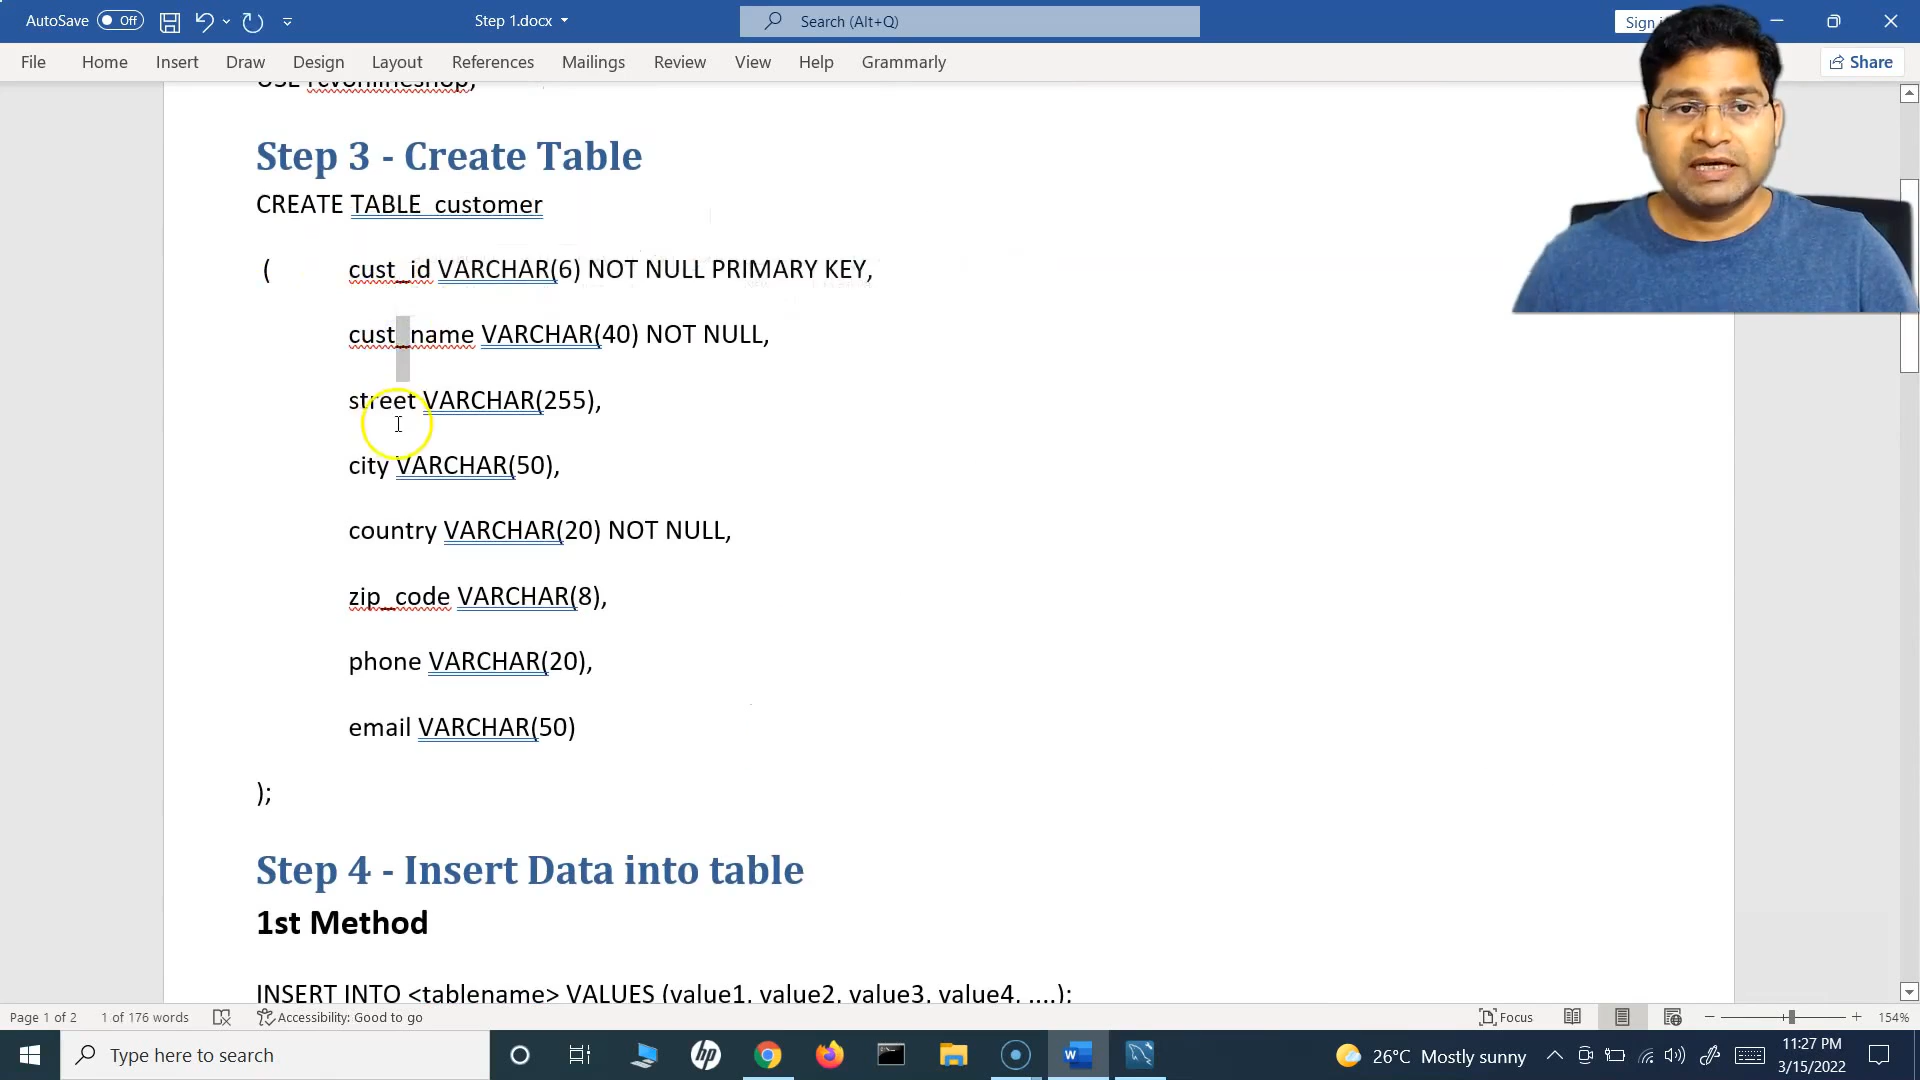 AutoSave Off Step 1.docx Search (Alt+Q)
File Home Insert Draw Design Layout References Mailings Review View Help Grammarly Share
Step 3 - Create Table
CREATE TABLE customer
( cust_id VARCHAR(6) NOT NULL PRIMARY KEY,
cust_name VARCHAR(40) NOT NULL,
street VARCHAR(255),
city VARCHAR(50),
country VARCHAR(20) NOT NULL,
zip_code VARCHAR(8),
phone VARCHAR(20),
email VARCHAR(50)
);
Step 4 - Insert Data into table
1st Method
INSERT INTO <tablename> VALUES (value1, value2, value3, value4, ....);
Page 1 of 2 1 of 176 words Accessibility: Good to go Focus 154%
Type here to search hp 26°C Mostly sunny 11:27 PM
3/15/2022